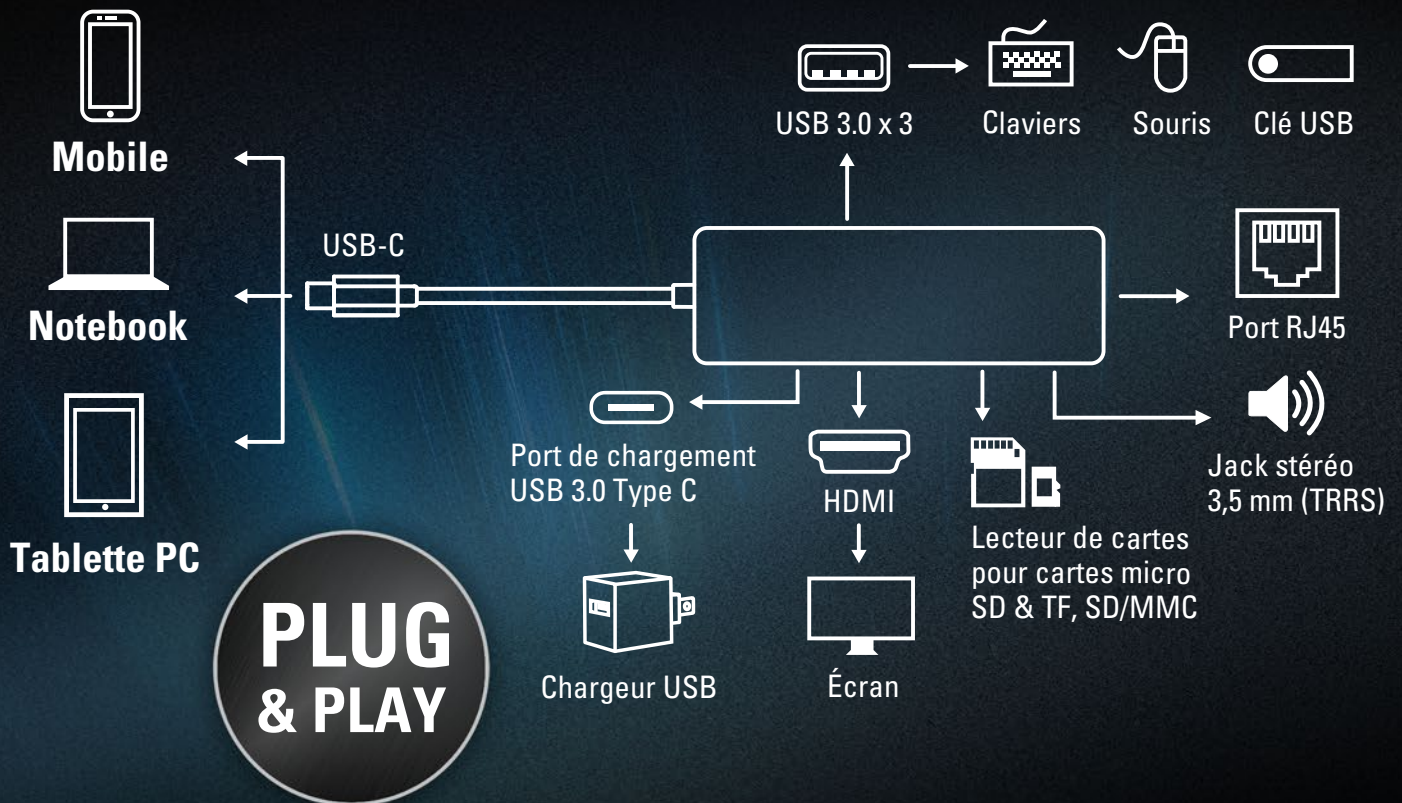 Mobile
Notebook
Tablette PC
USB-C
USB 3.0 x 3
Claviers
Souris
Clé USB
Port RJ45
Jack stéréo
3,5 mm (TRRS)
Port de chargement
USB 3.0 Type C
HDMI
Lecteur de cartes
pour cartes micro
SD & TF, SD/MMC
Chargeur USB
Écran
PLUG
& PLAY